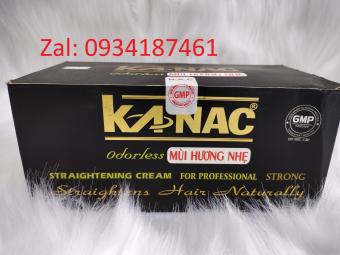 Zal: 0934187461
N.A.C
GMP
KANAC®
GMP
odorless MÙI HƯƠNG NHẸ
STRAIGHTENING CREAM FOR PROFESSIONAL STRONG
Straightens Hair Naturally